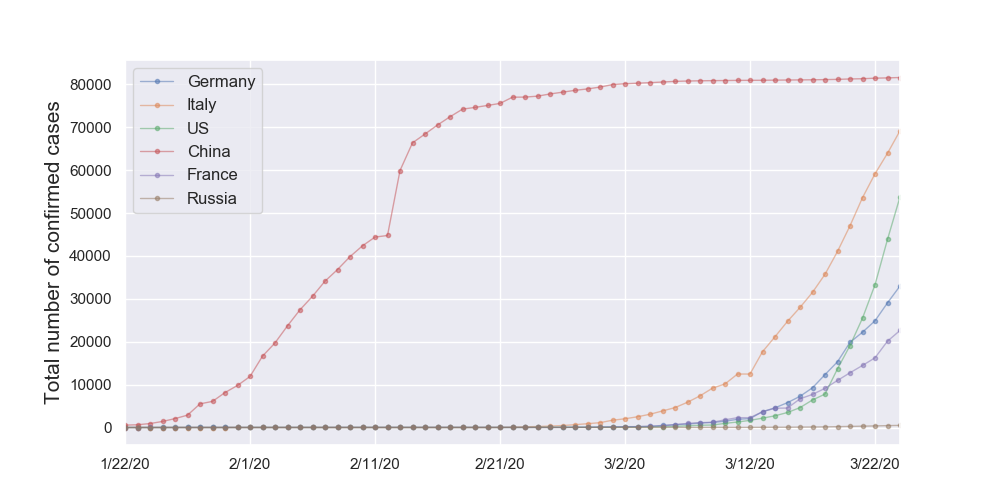 Total number of confirmed cases
80000
70000
60000
50000
40000
30000
20000
10000
0
Germany
Italy
US
China
France
Russia
1/22/20 2/1/20 2/11/20 2/21/20 3/2/20 3/12/20 3/22/20